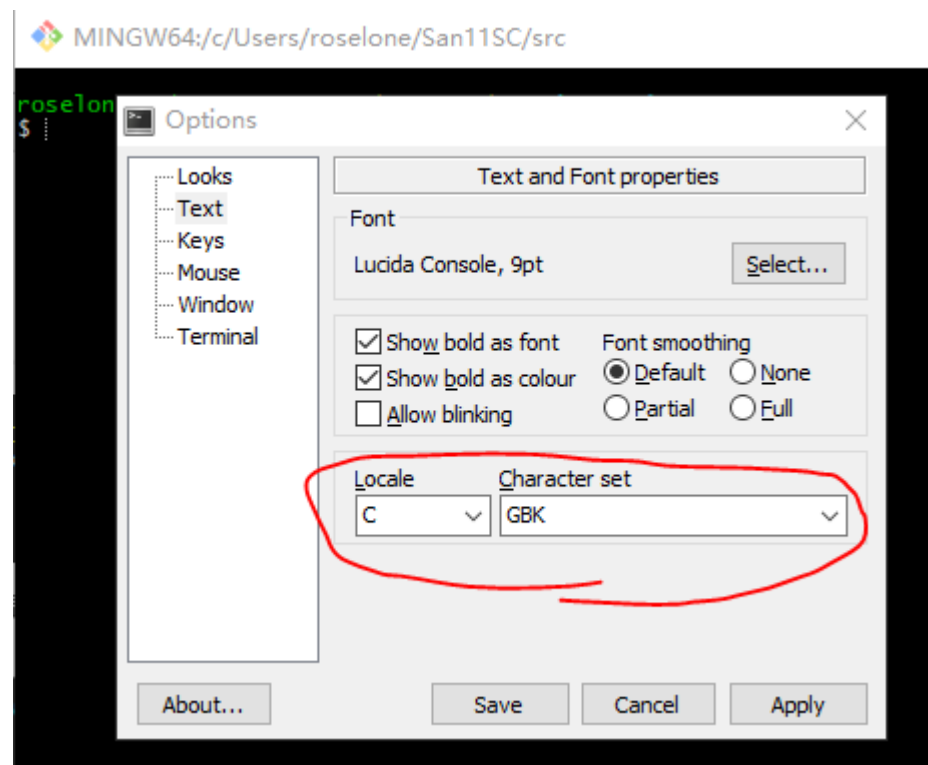 MINGW64:/c/Users/roselone/San11SC/src
roselon
$
Options
Looks
Text
Keys
Mouse
Window
Terminal
Text and Font properties
Font
Lucida Console, 9pt
Select...
Show bold as font
Show bold as colour
Allow blinking
Font smoothing
Default
None
Partial
Full
Locale
Character set
C
GBK
About...
Save
Cancel
Apply